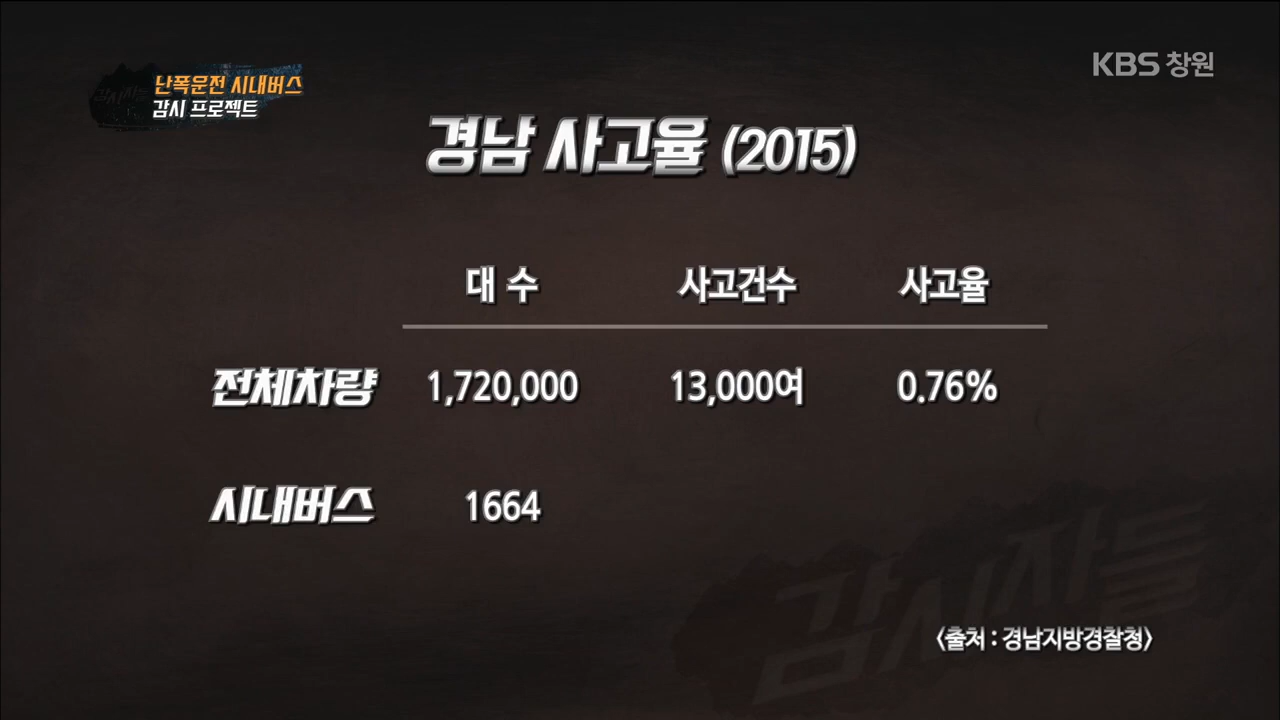 난폭운전 시내버스
감시 프로젝트
KBS 창원
경남 사고율 (2015)
대 수 사고건수 사고율
전체차량 1,720,000 13,000여 0.76%
시내버스 1664
감시자들
<출처 : 경남지방경찰청>